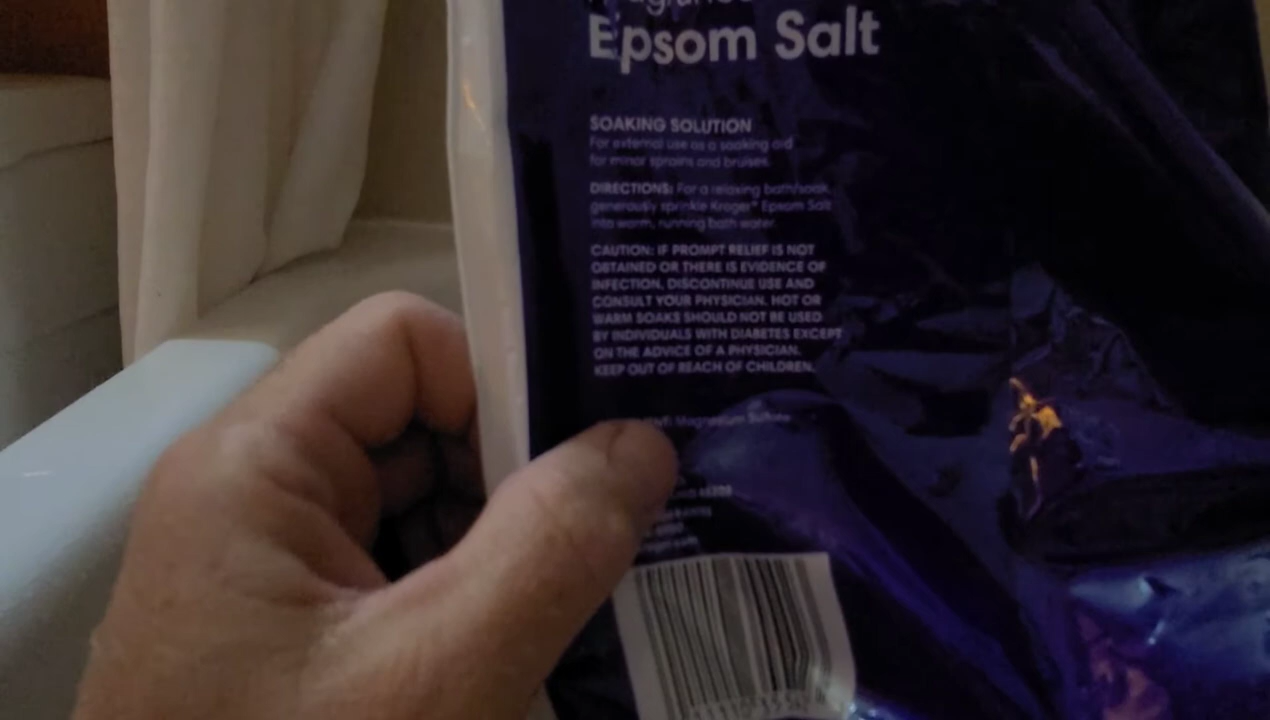 Epsom Salt
SOAKING SOLUTION
For external use as a soaking aid
for minor sprains and bruises.
DIRECTIONS: For a relaxing bath/soak,
generously sprinkle Kroger® Epsom Salt
into warm, running bath water.
CAUTION: IF PROMPT RELIEF IS NOT
OBTAINED OR THERE IS EVIDENCE OF
INFECTION, DISCONTINUE USE AND
CONSULT YOUR PHYSICIAN. HOT OR
WARM SOAKS SHOULD NOT BE USED
BY INDIVIDUALS WITH DIABETES EXCEPT
ON THE ADVICE OF A PHYSICIAN.
KEEP OUT OF REACH OF CHILDREN.
Magnesium Sulfate